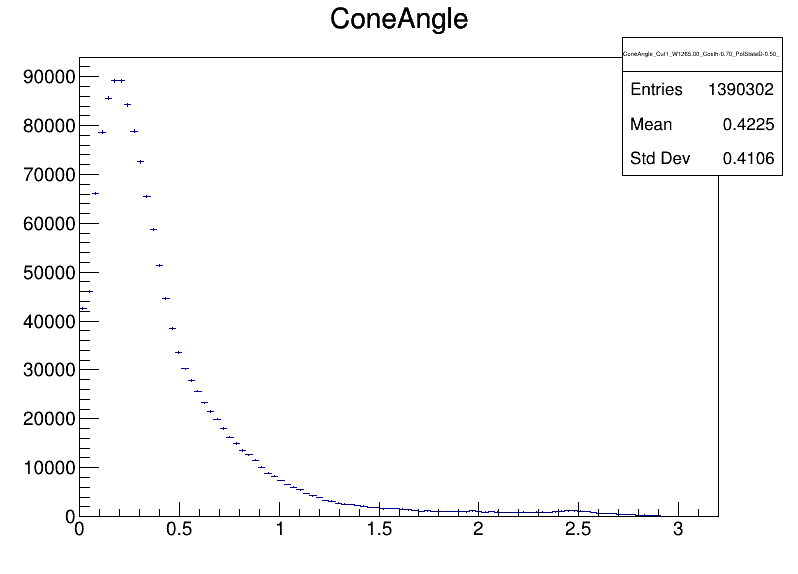 ConeAngle
ConeAngle_Cut1_W1265.00_Costh-0.70_PolStateD-0.50_
Entries 1390302
Mean 0.4225
Std Dev 0.4106
90000
80000
70000
60000
50000
40000
30000
20000
10000
0
0 0.5 1 1.5 2 2.5 3